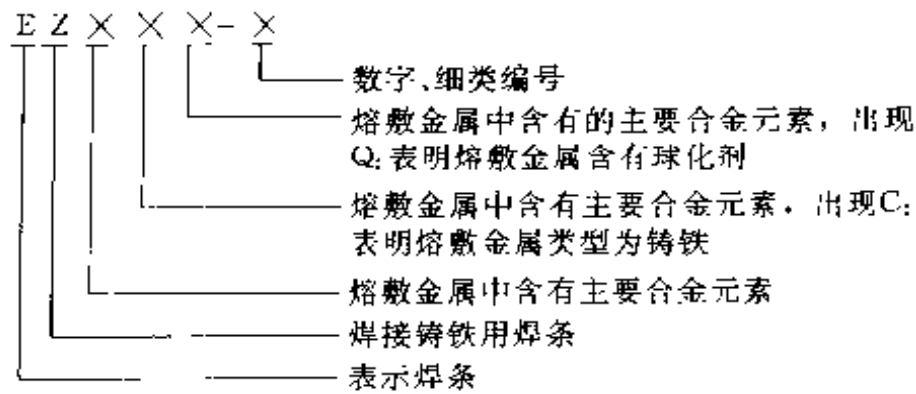 EZ×××-×
数字、细类编号
熔敷金属中含有的主要合金元素，出现
Q:表明熔敷金属含有球化剂
熔敷金属中含有主要合金元素．出现C:
表明熔敷金属类型为铸铁
熔敷金属中含有主要合金元素
焊接铸铁用焊条
表示焊条